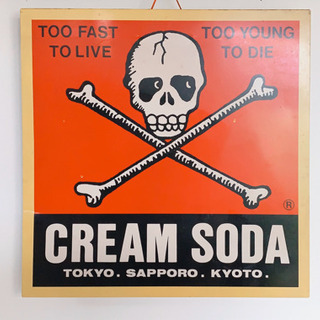 TOO FAST TOO YOUNG
TO LIVE TO DIE
®
CREAM SODA
TOKYO. SAPPORO. KYOTO.